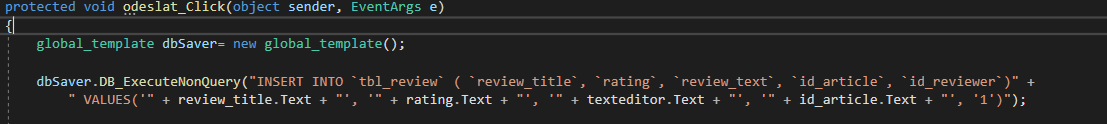 protected void odeslat_Click(object sender, EventArgs e)
{
global_template dbSaver= new global_template();
dbSaver.DB_ExecuteNonQuery("INSERT INTO `tbl_review` ( `review_title`, `rating`, `review_text`, `id_article`, `id_reviewer`)" +
" VALUES('" + review_title.Text + "', '" + rating.Text + "', '" + texteditor.Text + "', '" + id_article.Text + "', '1')");